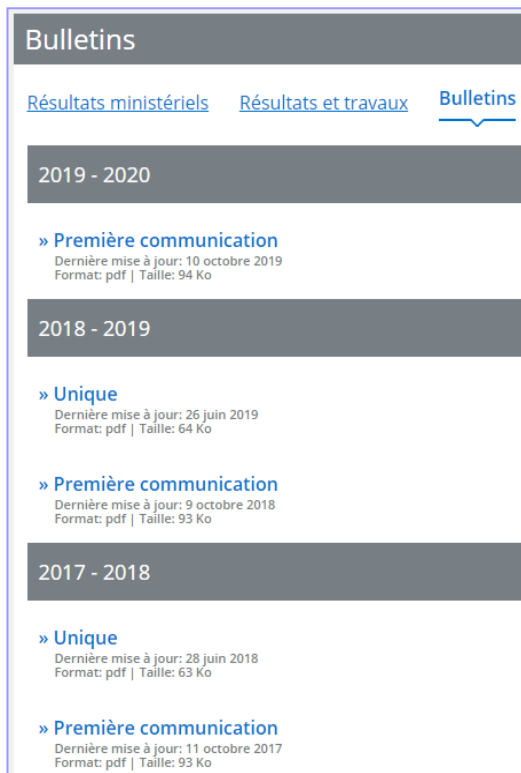 Bulletins
Résultats ministériels Résultats et travaux Bulletins
2019 - 2020
» Première communication
Dernière mise à jour: 10 octobre 2019
Format: pdf | Taille: 94 Ko
2018 - 2019
» Unique
Dernière mise à jour: 26 juin 2019
Format: pdf | Taille: 64 Ko
» Première communication
Dernière mise à jour: 9 octobre 2018
Format: pdf | Taille: 93 Ko
2017 - 2018
» Unique
Dernière mise à jour: 28 juin 2018
Format: pdf | Taille: 63 Ko
» Première communication
Dernière mise à jour: 11 octobre 2017
Format: pdf | Taille: 93 Ko